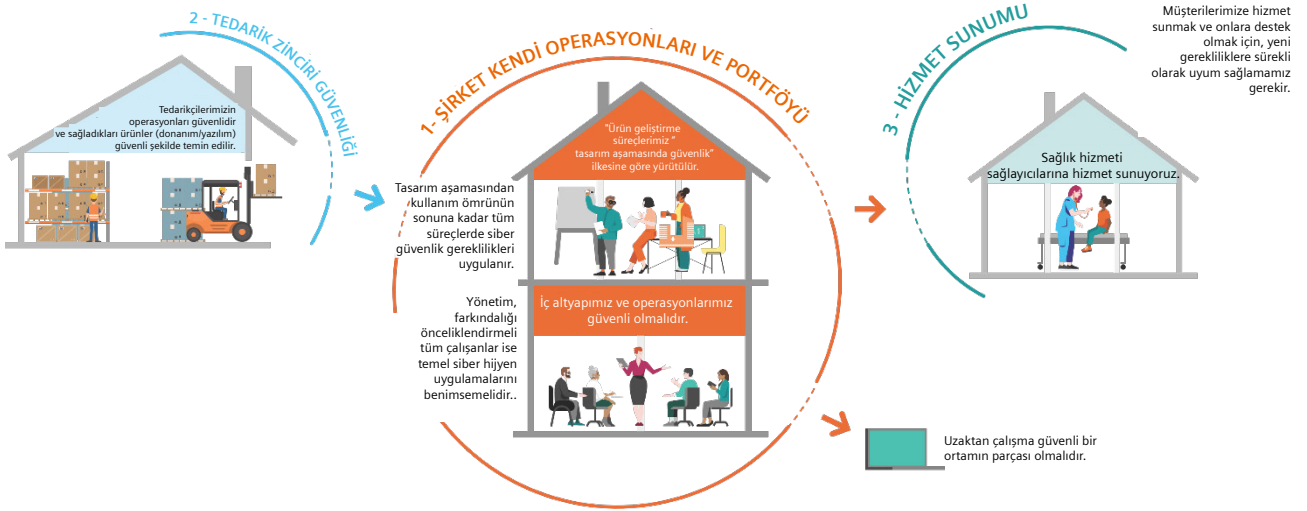 2 - TEDARİK ZİNCİRİ GÜVENLİĞİ
Tedarikçilerimizin
operasyonları güvenlidir
ve sağladıkları ürünler (donanım/yazılım)
güvenli şekilde temin edilir.
1- ŞİRKET KENDİ OPERASYONLARI VE PORTFÖYÜ
"Ürün geliştirme
süreçlerimiz "
tasarım aşamasında güvenlik"
ilkesine göre yürütülür.
Tasarım aşamasından
kullanım ömrünün
sonuna kadar tüm
süreçlerde siber
güvenlik gereklilikleri
uygulanır.
İç altyapımız ve operasyonlarımız
güvenli olmalıdır.
Yönetim,
farkındalığı
önceliklendirmeli
tüm çalışanlar ise
temel siber hijyen
uygulamalarını
benimsemelidir..
3 - HİZMET SUNUMU
Müşterilerimize hizmet
sunmak ve onlara destek
olmak için, yeni
gerekliliklere sürekli
olarak uyum sağlamamız
gerekir.
Sağlık hizmeti
sağlayıcılarına hizmet sunuyoruz.
Uzaktan çalışma güvenli bir
ortamın parçası olmalıdır.